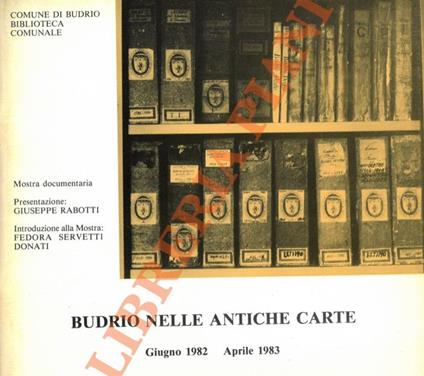 COMUNE DI BUDRIO
BIBLIOTECA
COMUNALE
Mostra documentaria
Presentazione:
GIUSEPPE RABOTTI
Introduzione alla Mostra:
FEDORA SERVETTI
DONATI
BUDRIO NELLE ANTICHE CARTE
Giugno 1982 Aprile 1983
LIBRERIA PIANI